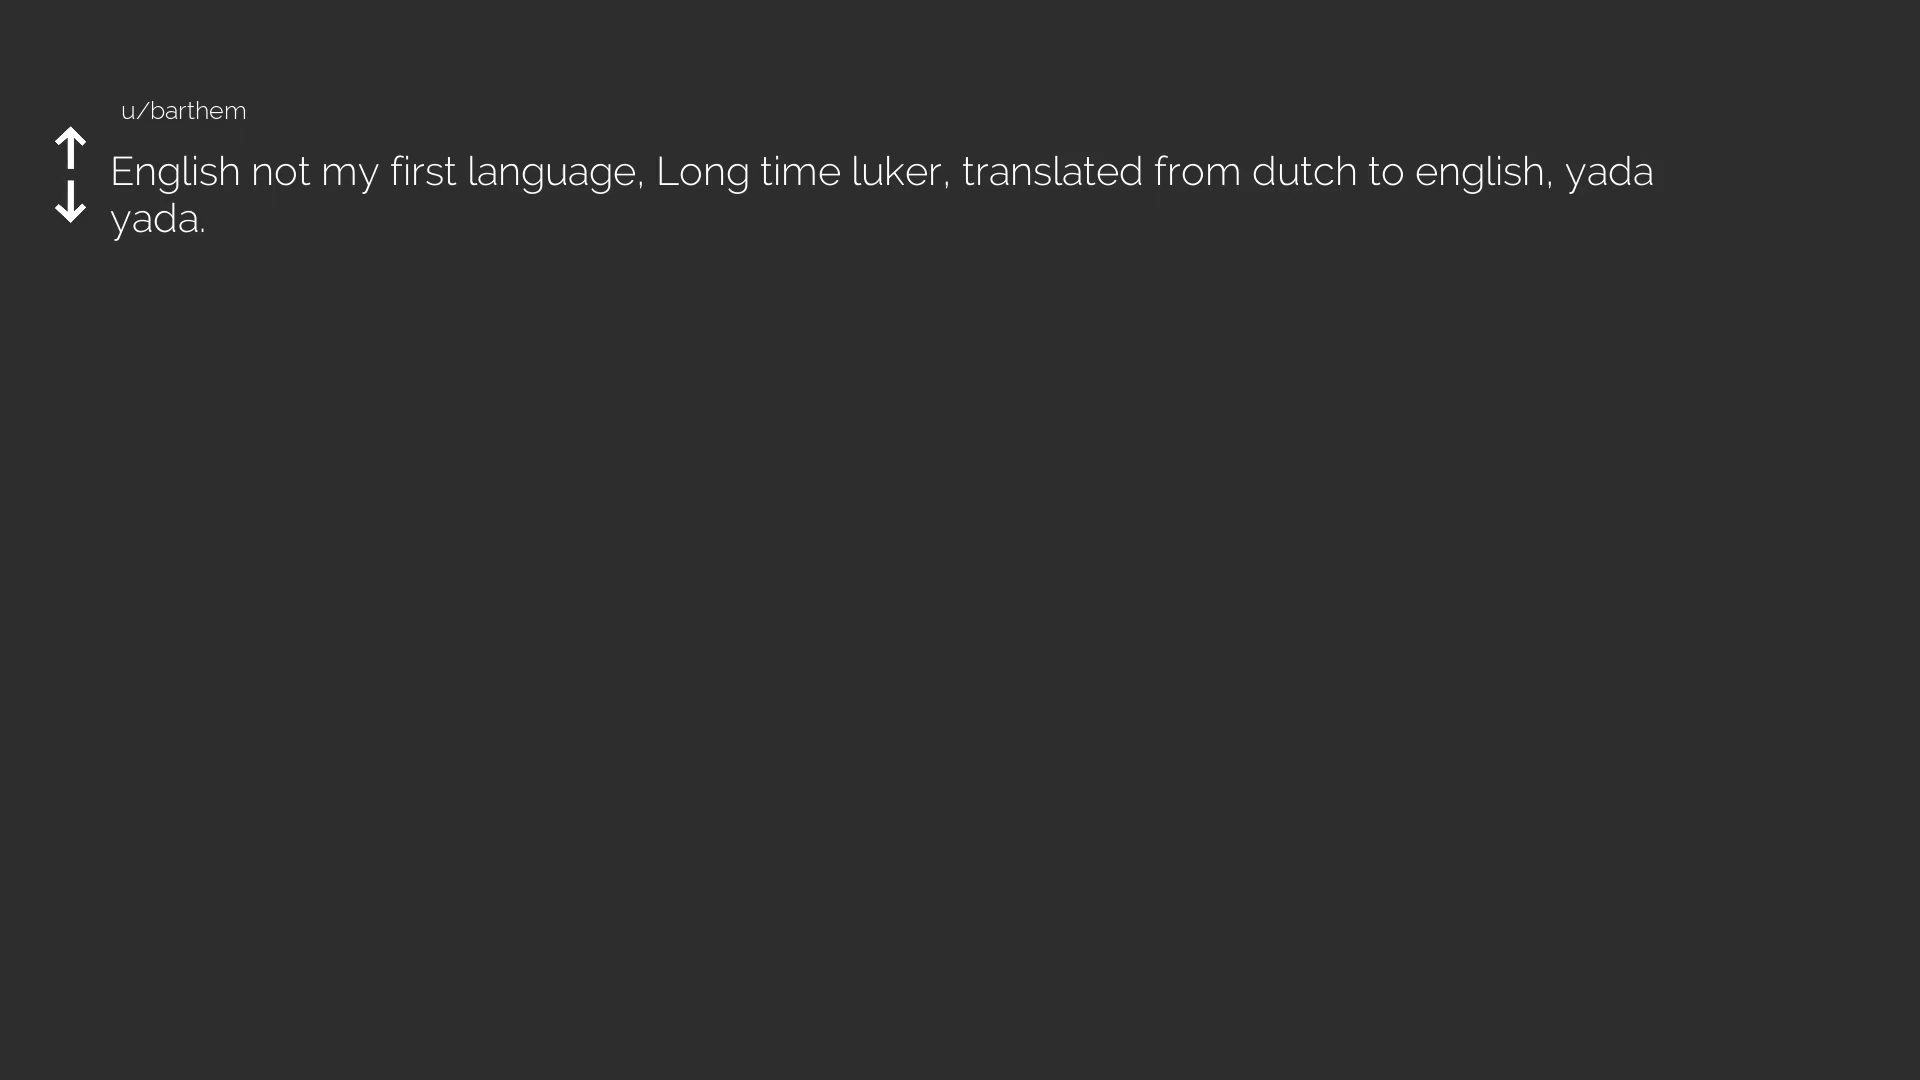 u/barthem
English not my first language, Long time luker, translated from dutch to english, yada
yada.